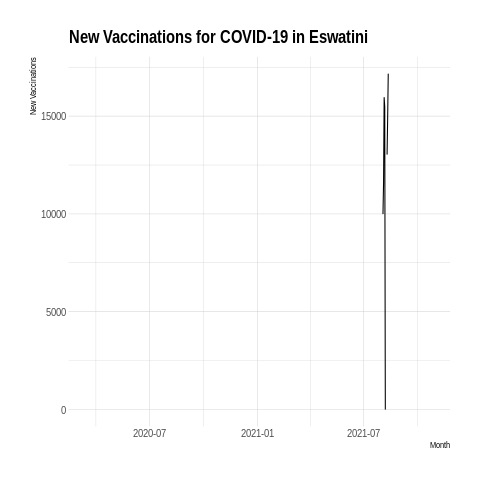 New Vaccinations for COVID-19 in Eswatini
New Vaccinations
15000
10000
5000
0
2020-07
2021-01
2021-07
Month